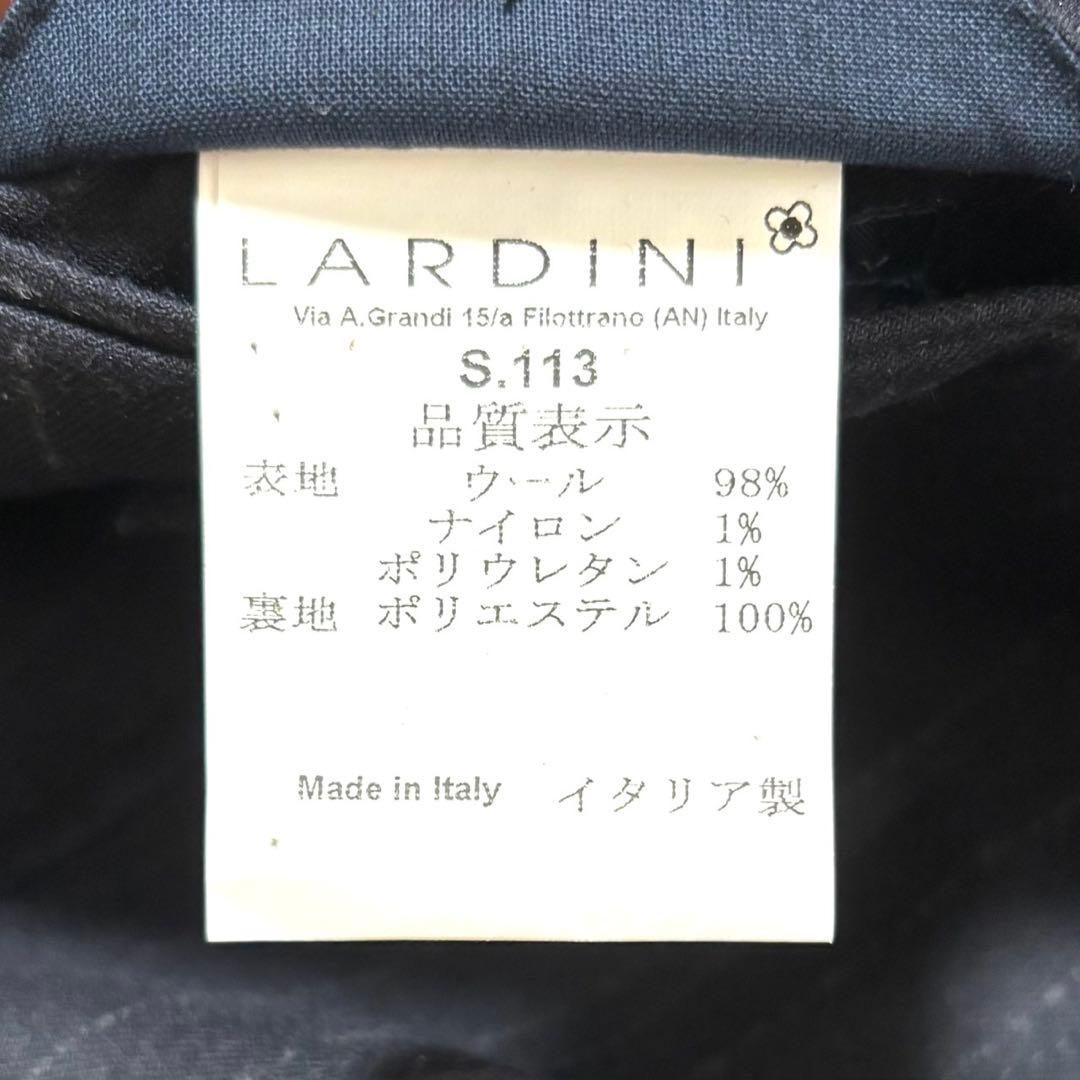 LARDINI
Via A.Grandi 15/a Filottrano (AN) Italy
S.113
品質表示
表地 ウール 98%
ナイロン 1%
ポリウレタン 1%
裏地 ポリエステル 100%
Made in Italy イタリア製